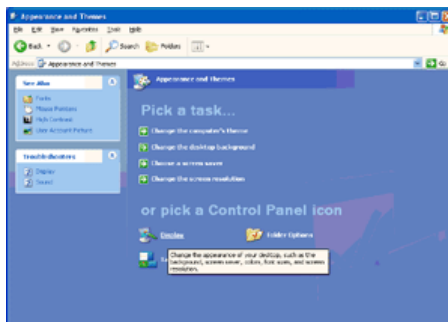 Appearance and Themes
File Edit View Favorites Tools Help
Back Search Folders
Address Appearance and Themes Go
See Also
Fonts
Mouse Pointers
High Contrast
User Account Picture
Troubleshooters
Display
Sound
Appearance and Themes
Pick a task...
Change the computer's theme
Change the desktop background
Choose a screen saver
Change the screen resolution
or pick a Control Panel icon
Display Folder Options
Change the appearance of your desktop, such as the
background, screen saver, colors, font sizes, and screen
resolution.